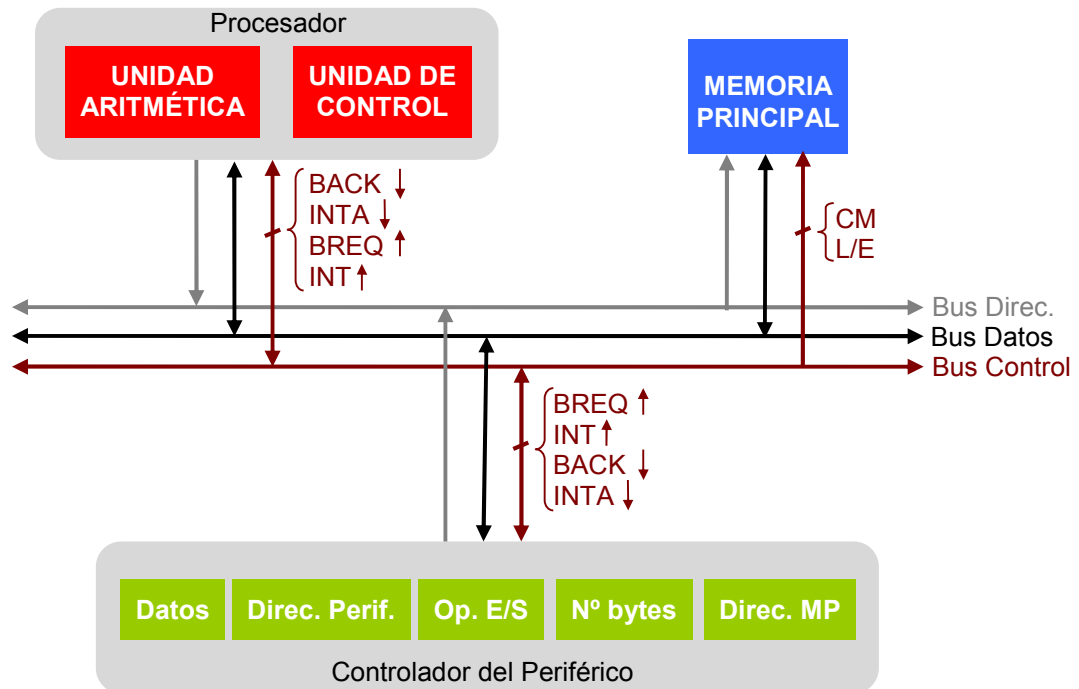 Procesador
UNIDAD
ARITMÉTICA
UNIDAD DE
CONTROL
MEMORIA
PRINCIPAL
BACK ↓
INTA ↓
BREQ ↑
INT ↑
CM
L/E
Bus Direc.
Bus Datos
Bus Control
BREQ ↑
INT ↑
BACK ↓
INTA ↓
Datos
Direc. Perif.
Op. E/S
Nº bytes
Direc. MP
Controlador del Periférico